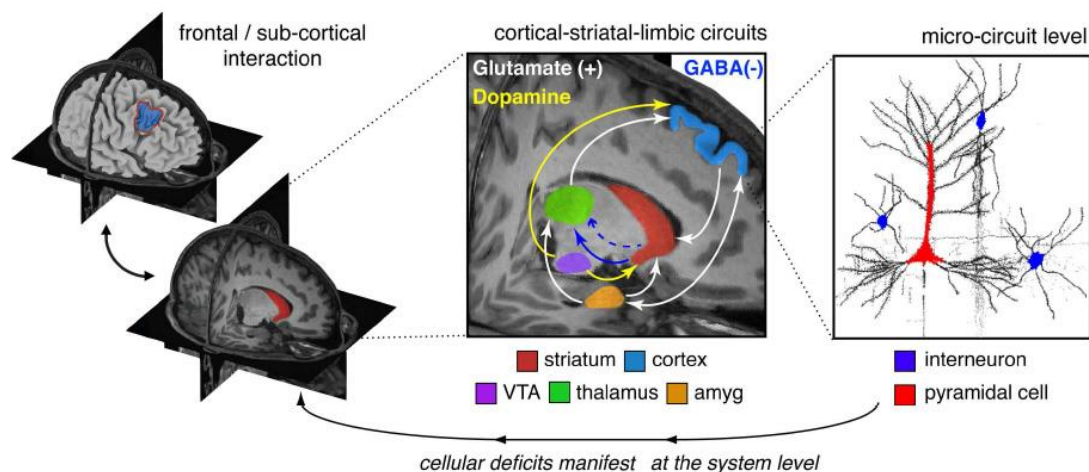 frontal / sub-cortical
interaction
cortical-striatal-limbic circuits
Glutamate (+)
GABA(-)
Dopamine
striatum
cortex
VTA
thalamus
amyg
micro-circuit level
interneuron
pyramidal cell
cellular deficits manifest at the system level